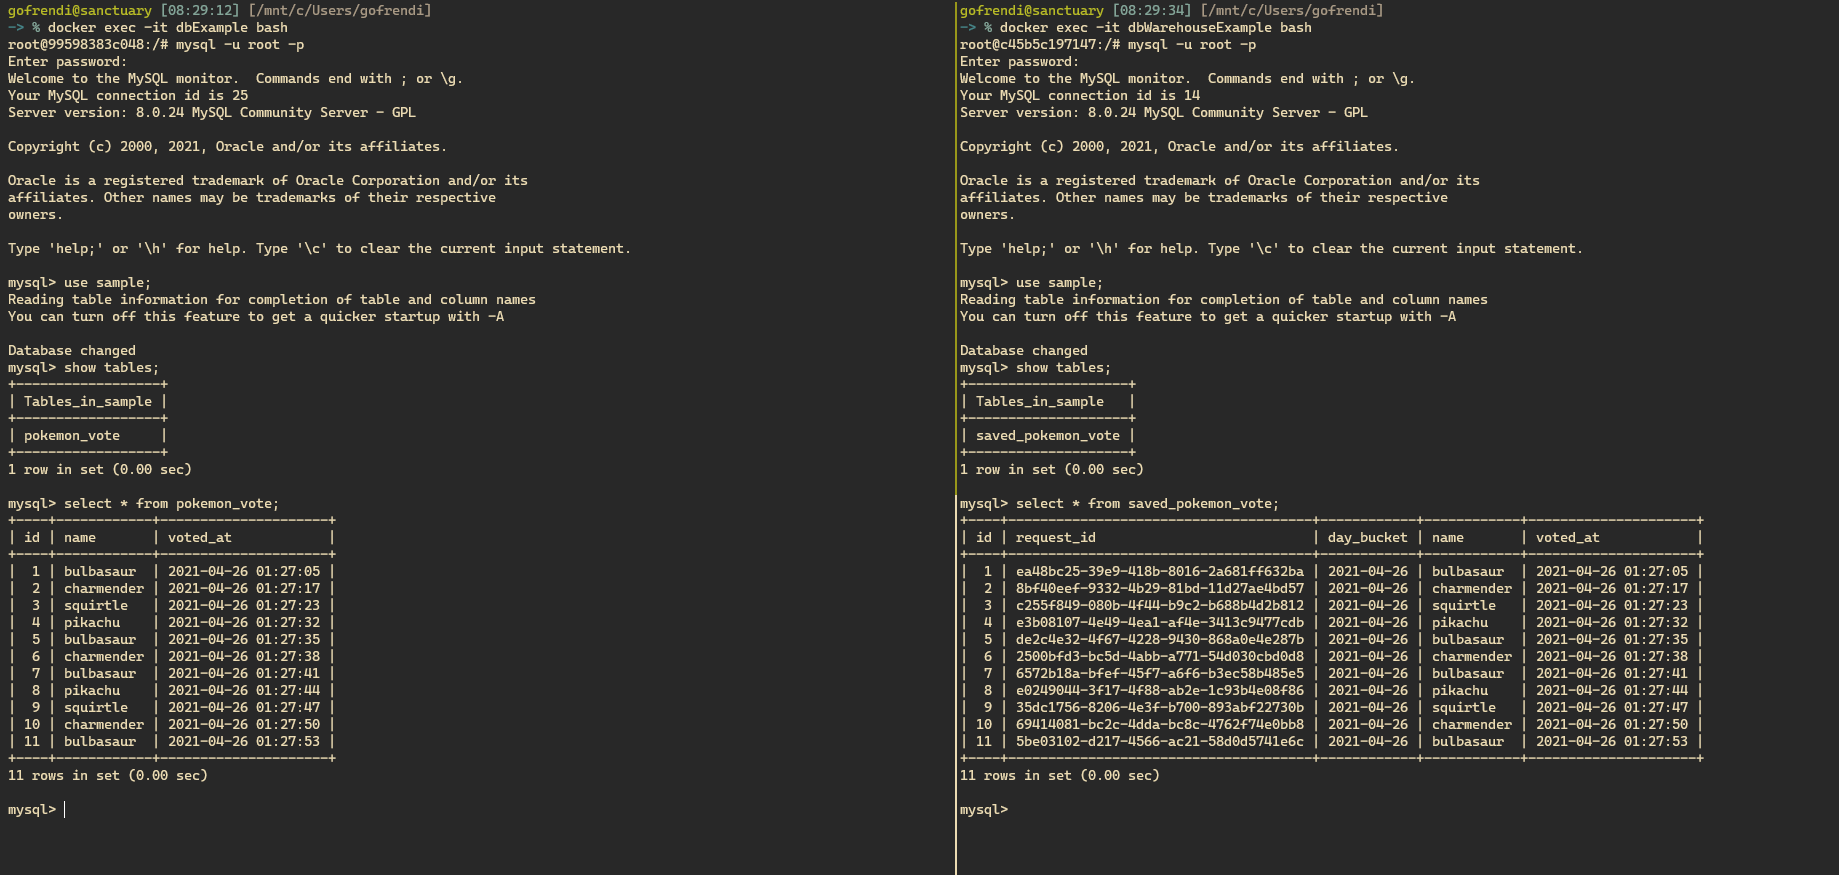 gofrendi@sanctuary [08:29:12] [/mnt/c/Users/gofrendi]
-> % docker exec -it dbExample bash
root@99598383c048:/# mysql -u root -p
Enter password:
Welcome to the MySQL monitor.  Commands end with ; or \g.
Your MySQL connection id is 25
Server version: 8.0.24 MySQL Community Server - GPL

Copyright (c) 2000, 2021, Oracle and/or its affiliates.

Oracle is a registered trademark of Oracle Corporation and/or its
affiliates. Other names may be trademarks of their respective
owners.

Type 'help;' or '\h' for help. Type '\c' to clear the current input statement.

mysql> use sample;
Reading table information for completion of table and column names
You can turn off this feature to get a quicker startup with -A

Database changed
mysql> show tables;
+------------------+
| Tables_in_sample |
+------------------+
| pokemon_vote     |
+------------------+
1 row in set (0.00 sec)

mysql> select * from pokemon_vote;
+----+------------+---------------------+
| id | name       | voted_at            |
+----+------------+---------------------+
|  1 | bulbasaur  | 2021-04-26 01:27:05 |
|  2 | charmender | 2021-04-26 01:27:17 |
|  3 | squirtle   | 2021-04-26 01:27:23 |
|  4 | pikachu    | 2021-04-26 01:27:32 |
|  5 | bulbasaur  | 2021-04-26 01:27:35 |
|  6 | charmender | 2021-04-26 01:27:38 |
|  7 | bulbasaur  | 2021-04-26 01:27:41 |
|  8 | pikachu    | 2021-04-26 01:27:44 |
|  9 | squirtle   | 2021-04-26 01:27:47 |
| 10 | charmender | 2021-04-26 01:27:50 |
| 11 | bulbasaur  | 2021-04-26 01:27:53 |
+----+------------+---------------------+
11 rows in set (0.00 sec)

mysql>
gofrendi@sanctuary [08:29:34] [/mnt/c/Users/gofrendi]
-> % docker exec -it dbWarehouseExample bash
root@c45b5c197147:/# mysql -u root -p
Enter password:
Welcome to the MySQL monitor.  Commands end with ; or \g.
Your MySQL connection id is 14
Server version: 8.0.24 MySQL Community Server - GPL

Copyright (c) 2000, 2021, Oracle and/or its affiliates.

Oracle is a registered trademark of Oracle Corporation and/or its
affiliates. Other names may be trademarks of their respective
owners.

Type 'help;' or '\h' for help. Type '\c' to clear the current input statement.

mysql> use sample;
Reading table information for completion of table and column names
You can turn off this feature to get a quicker startup with -A

Database changed
mysql> show tables;
+--------------------+
| Tables_in_sample   |
+--------------------+
| saved_pokemon_vote |
+--------------------+
1 row in set (0.00 sec)

mysql> select * from saved_pokemon_vote;
+----+--------------------------------------+------------+------------+---------------------+
| id | request_id                           | day_bucket | name       | voted_at            |
+----+--------------------------------------+------------+------------+---------------------+
|  1 | ea48bc25-39e9-418b-8016-2a681ff632ba | 2021-04-26 | bulbasaur  | 2021-04-26 01:27:05 |
|  2 | 8bf40eef-9332-4b29-81bd-11d27ae4bd57 | 2021-04-26 | charmender | 2021-04-26 01:27:17 |
|  3 | c255f849-080b-4f44-b9c2-b688b4d2b812 | 2021-04-26 | squirtle   | 2021-04-26 01:27:23 |
|  4 | e3b08107-4e49-4ea1-af4e-3413c9477cdb | 2021-04-26 | pikachu    | 2021-04-26 01:27:32 |
|  5 | de2c4e32-4f67-4228-9430-868a0e4e287b | 2021-04-26 | bulbasaur  | 2021-04-26 01:27:35 |
|  6 | 2500bfd3-bc5d-4abb-a771-54d030cbd0d8 | 2021-04-26 | charmender | 2021-04-26 01:27:38 |
|  7 | 6572b18a-bfef-45f7-a6f6-b3ec58b485e5 | 2021-04-26 | bulbasaur  | 2021-04-26 01:27:41 |
|  8 | e0249044-3f17-4f88-ab2e-1c93b4e08f86 | 2021-04-26 | pikachu    | 2021-04-26 01:27:44 |
|  9 | 35dc1756-8206-4e3f-b700-893abf22730b | 2021-04-26 | squirtle   | 2021-04-26 01:27:47 |
| 10 | 69414081-bc2c-4dda-bc8c-4762f74e0bb8 | 2021-04-26 | charmender | 2021-04-26 01:27:50 |
| 11 | 5be03102-d217-4566-ac21-58d0d5741e6c | 2021-04-26 | bulbasaur  | 2021-04-26 01:27:53 |
+----+--------------------------------------+------------+------------+---------------------+
11 rows in set (0.00 sec)

mysql>